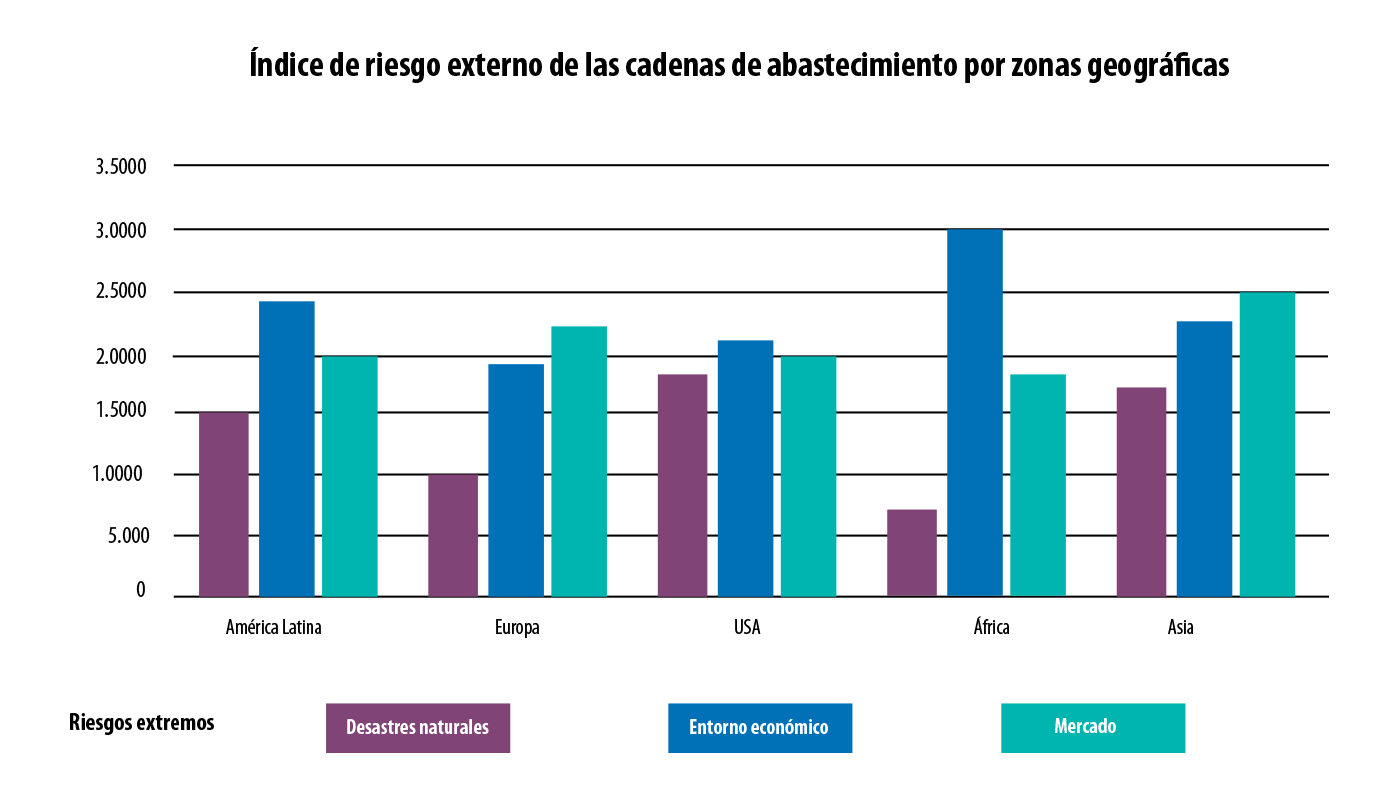 Índice de riesgo externo de las cadenas de abastecimiento por zonas geográficas
3.5000
3.0000
2.5000
2.0000
1.5000
1.0000
5.000
0
América Latina
Europa
USA
África
Asia
Riesgos extremos
Desastres naturales
Entorno económico
Mercado